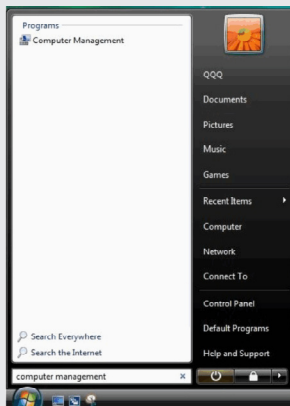 Programs
Computer Management
Search Everywhere
Search the Internet
computer management
QQQ
Documents
Pictures
Music
Games
Recent Items
Computer
Network
Connect To
Control Panel
Default Programs
Help and Support